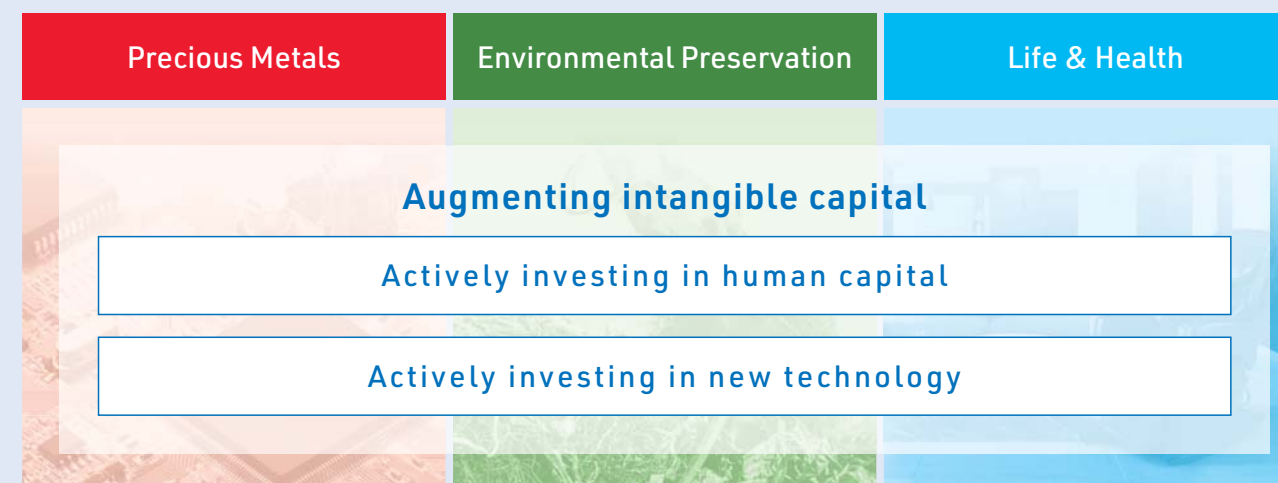 Precious Metals
Environmental Preservation
Life & Health
Augmenting intangible capital
Actively investing in human capital
Actively investing in new technology